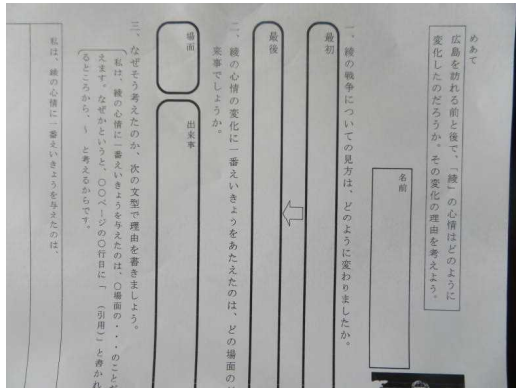 めあて
広島を訪れる前と後で、「綾」の心情はどのように
変化したのだろうか。その変化の理由を考えよう。
名前
一、綾の戦争についての見方は、どのように変わりましたか。
最初
最後
二、綾の心情の変化に一番えいきょうをあたえたのは、どの場面の
来事でしょうか。
場面
出来事
三、なぜそう考えたのか、次の文型で理由を書きましょう。
私は、綾の心情に一番えいきょうを与えたのは、〇場面の・・・のことだ
えます。なぜかというと、〇〇ページの〇行目に「 (引用)」と書かれ
るところから、~ と考えるからです。
私は、綾の心情に一番えいきょうを与えたのは、